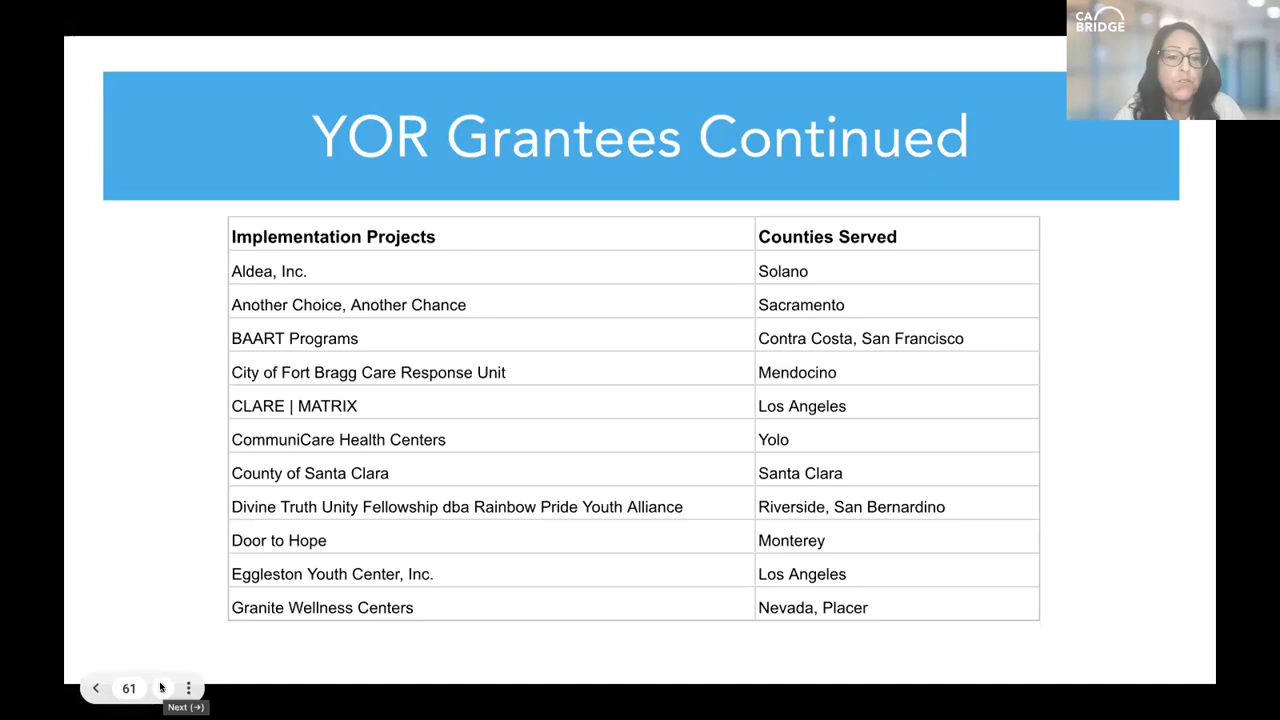 CA
BRIDGE
YOR Grantees Continued
Implementation Projects Counties Served
Aldea, Inc. Solano
Another Choice, Another Chance Sacramento
BAART Programs Contra Costa, San Francisco
City of Fort Bragg Care Response Unit Mendocino
CLARE | MATRIX Los Angeles
CommuniCare Health Centers Yolo
County of Santa Clara Santa Clara
Divine Truth Unity Fellowship dba Rainbow Pride Youth Alliance Riverside, San Bernardino
Door to Hope Monterey
Eggleston Youth Center, Inc. Los Angeles
Granite Wellness Centers Nevada, Placer
61
Next (→)